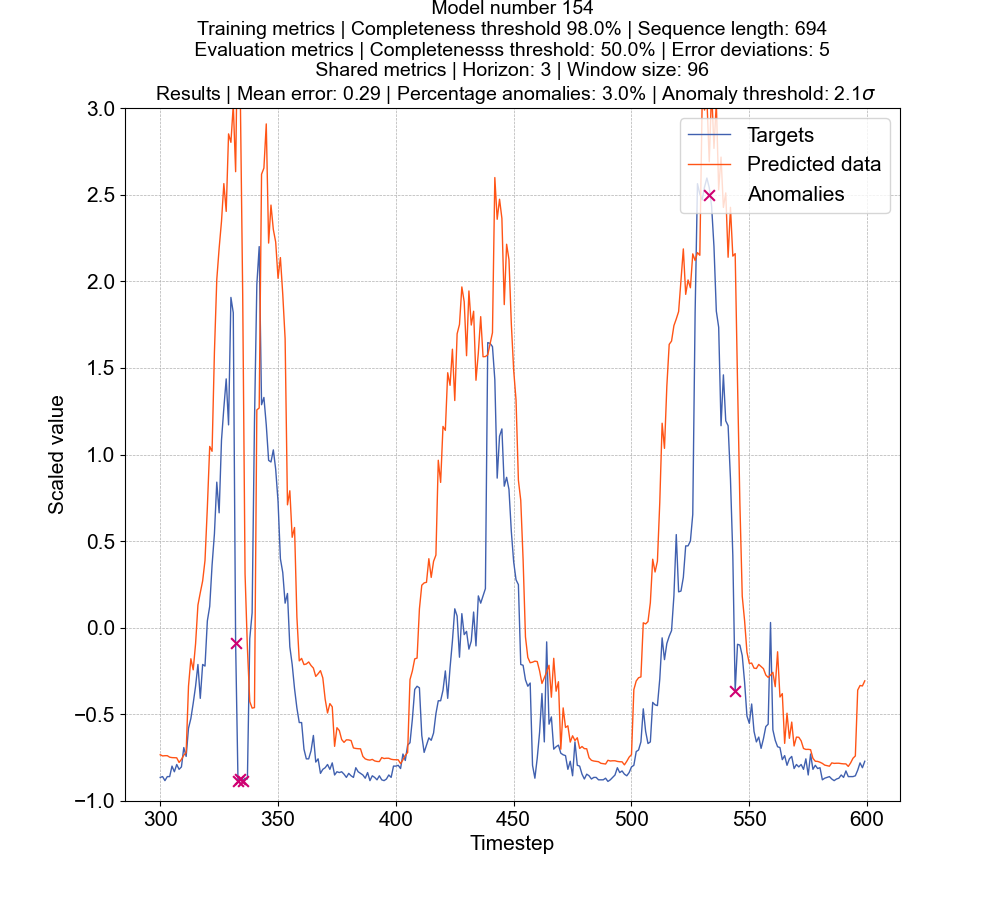 Model number 154
Training metrics | Completeness threshold 98.0% | Sequence length: 694
Evaluation metrics | Completenesss threshold: 50.0% | Error deviations: 5
Shared metrics | Horizon: 3 | Window size: 96
Results | Mean error: 0.29 | Percentage anomalies: 3.0% | Anomaly threshold: 2.1σ
Targets
Predicted data
Anomalies
Scaled value
3.0
2.5
2.0
1.5
1.0
0.5
0.0
−0.5
−1.0
300
350
400
450
500
550
600
Timestep